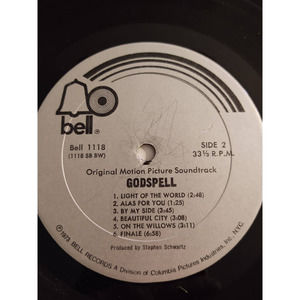 bell
Bell 1118
(1118 SB BW)
SIDE 2
33⅓ R.P.M.
Original Motion Picture Soundtrack
GODSPELL
1. LIGHT OF THE WORLD (2:48)
2. ALAS FOR YOU (1:25)
3. BY MY SIDE (3:45)
4. BEAUTIFUL CITY (3:08)
5. ON THE WILLOWS (3:11)
6. FINALE (6:58)
Produced by Stephen Schwartz
©1973 BELL RECORDS A Division of Columbia Pictures Industries, Inc. NYC.